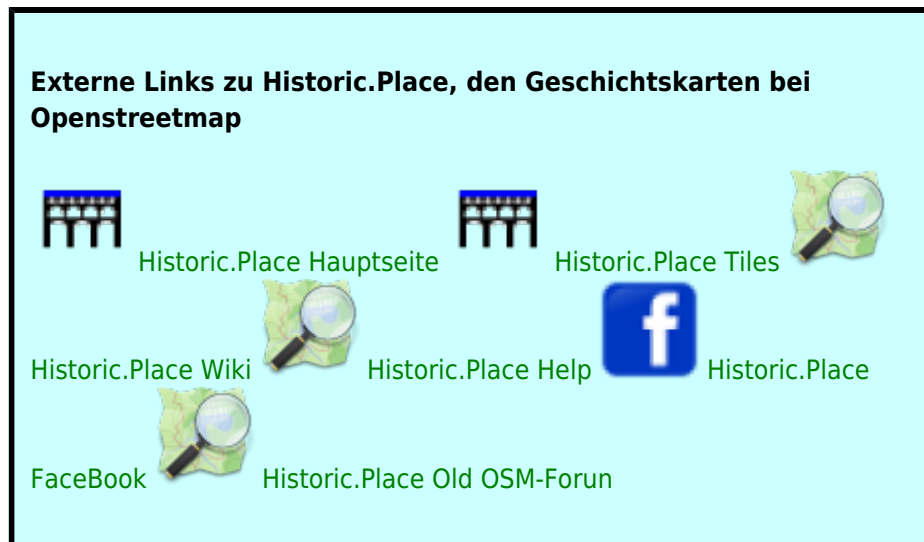 Externe Links zu Historic.Place, den Geschichtskarten bei
Openstreetmap
Historic.Place Hauptseite Historic.Place Tiles
Historic.Place Wiki Historic.Place Help Historic.Place
FaceBook Historic.Place Old OSM-Forun